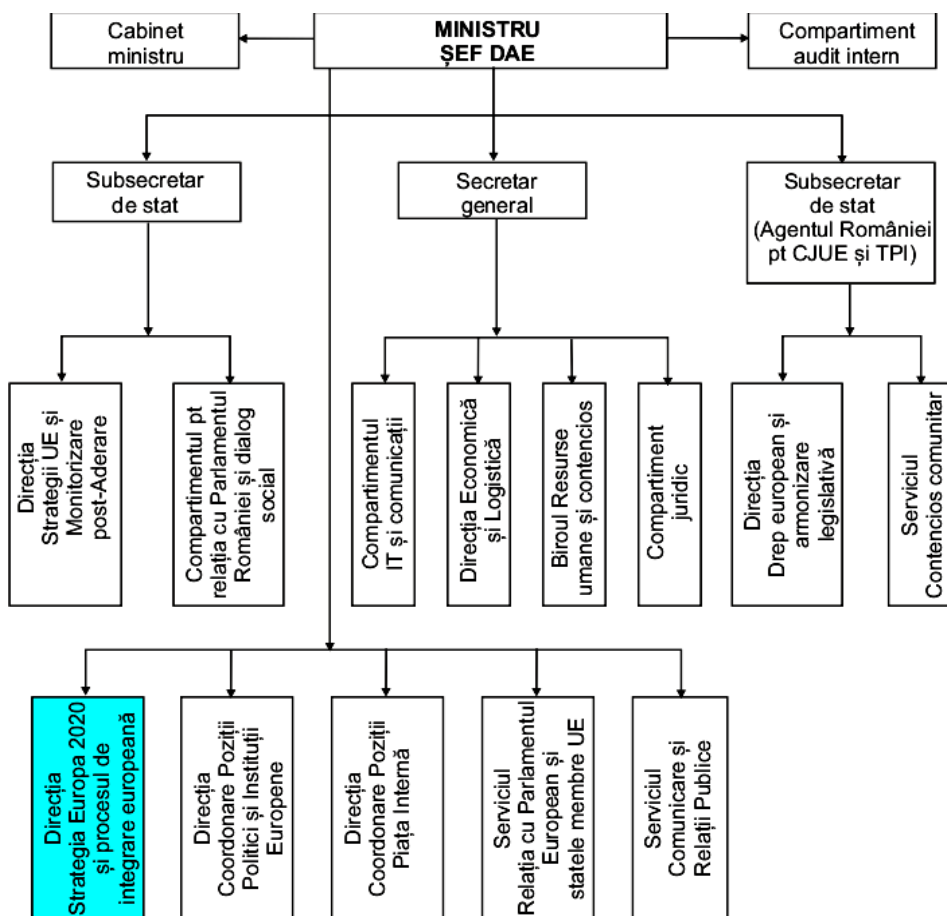 Cabinet
ministru
MINISTRU
ȘEF DAE
Compartiment
audit intern
Subsecretar
de stat
Secretar
general
Subsecretar
de stat
(Agentul României
pt CJUE și TPI)
Direcția
Strategii UE și
Monitorizare
post-Aderare
Compartimentul pt
relația cu Parlamentul
României și dialog
social
Compartimentul
IT și comunicații
Direcția Economică
și Logistică
Biroul Resurse
umane și contencios
Compartiment
juridic
Direcția
Drep european și
armonizare
legislativă
Serviciul
Contencios comunitar
Direcția
Strategia Europa 2020
și procesul de
integrare europeană
Direcția
Coordonare Poziții
Politici și Instituții
Europene
Direcția
Coordonare Poziții
Piața Internă
Serviciul
Relația cu Parlamentul
European și
statele membre UE
Serviciul
Comunicare și
Relații Publice